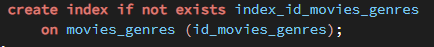 create index if not exists index_id_movies_genres
on movies_genres (id_movies_genres);